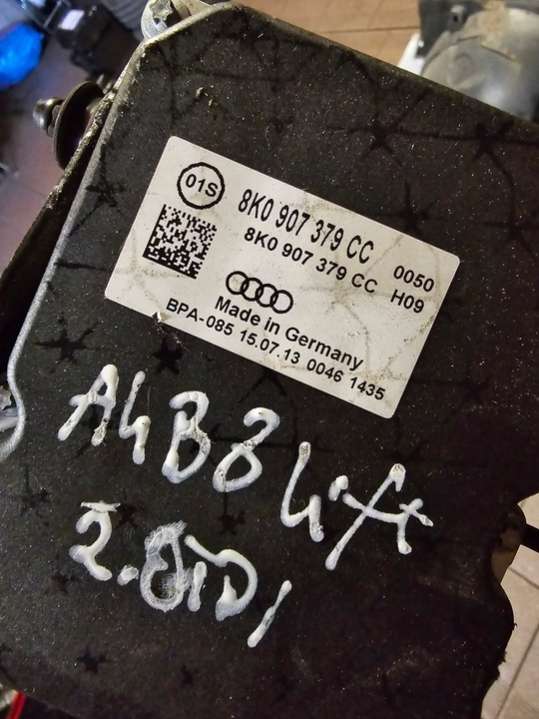 01S
8K0 907 379 CC 0050
8K0 907 379 CC H09
Made in Germany
BPA-085 15.07.13 0046 1435
A4B8 Lift
2.0TDI